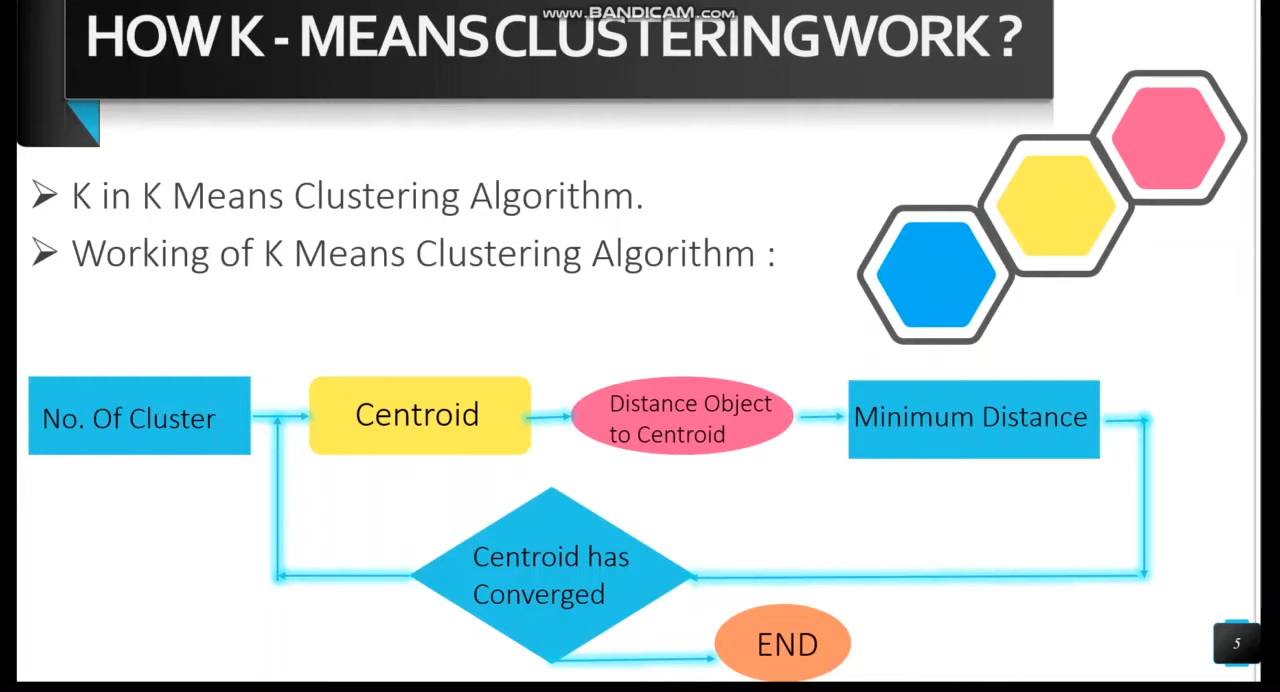 www.BANDICAM.com
HOW K - MEANS CLUSTERING WORK ?
➢ K in K Means Clustering Algorithm.
➢ Working of K Means Clustering Algorithm :
No. Of Cluster
Centroid
Distance Object
to Centroid
Minimum Distance
Centroid has
Converged
END
5